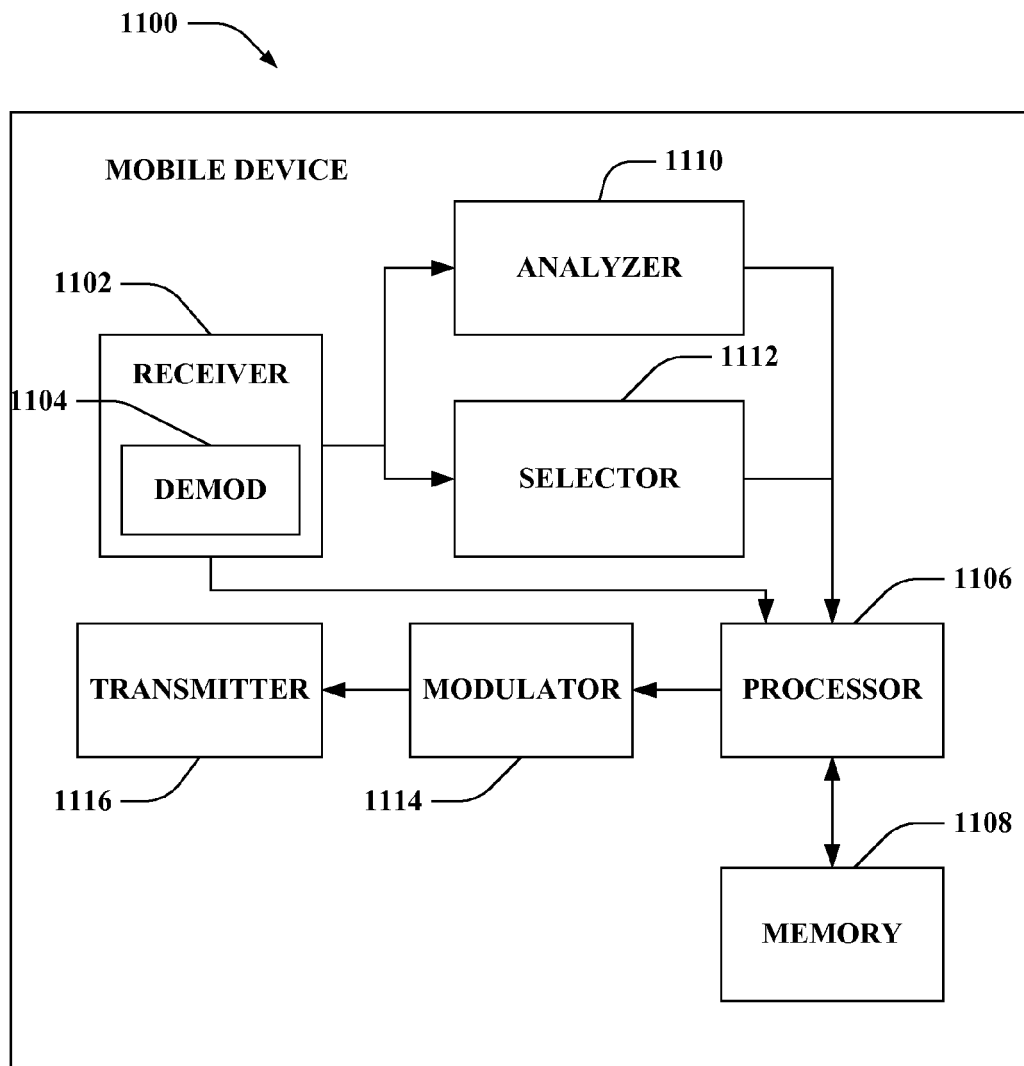 1100
MOBILE DEVICE
1110
ANALYZER
1102
RECEIVER
1112
1104
SELECTOR
DEMOD
1106
TRANSMITTER
MODULATOR
PROCESSOR
1116
1114
1108
MEMORY